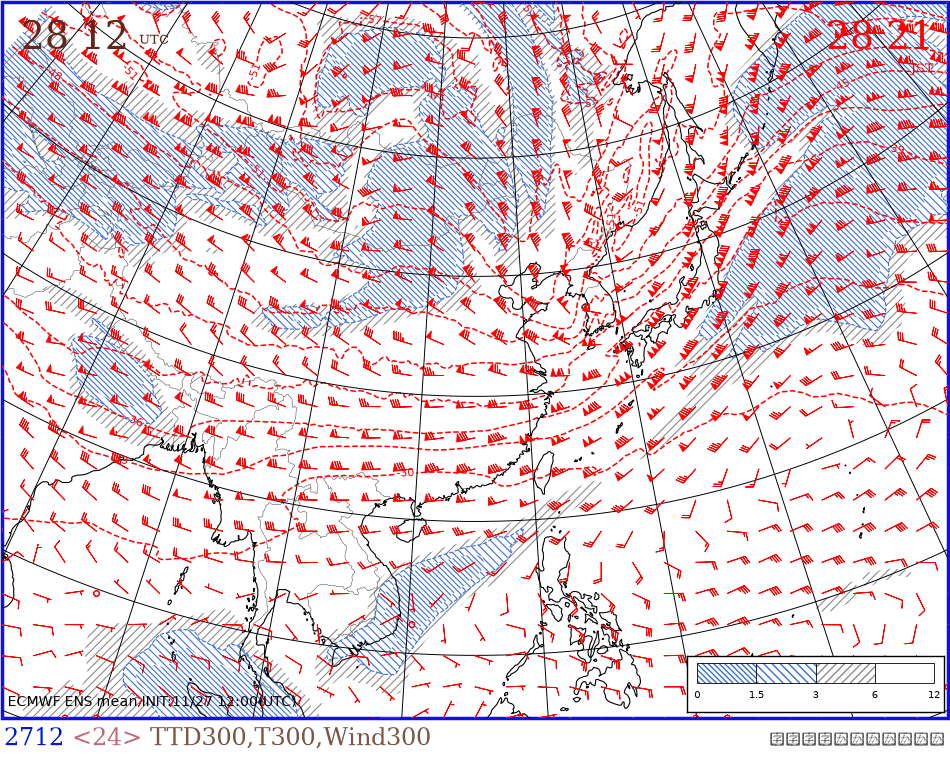 28 12 UTC 28 21
ECMWF ENS mean,INIT:11/27 12:00(UTC)
0 1.5 3 6 12
2712 <24> TTD300,T300,Wind300